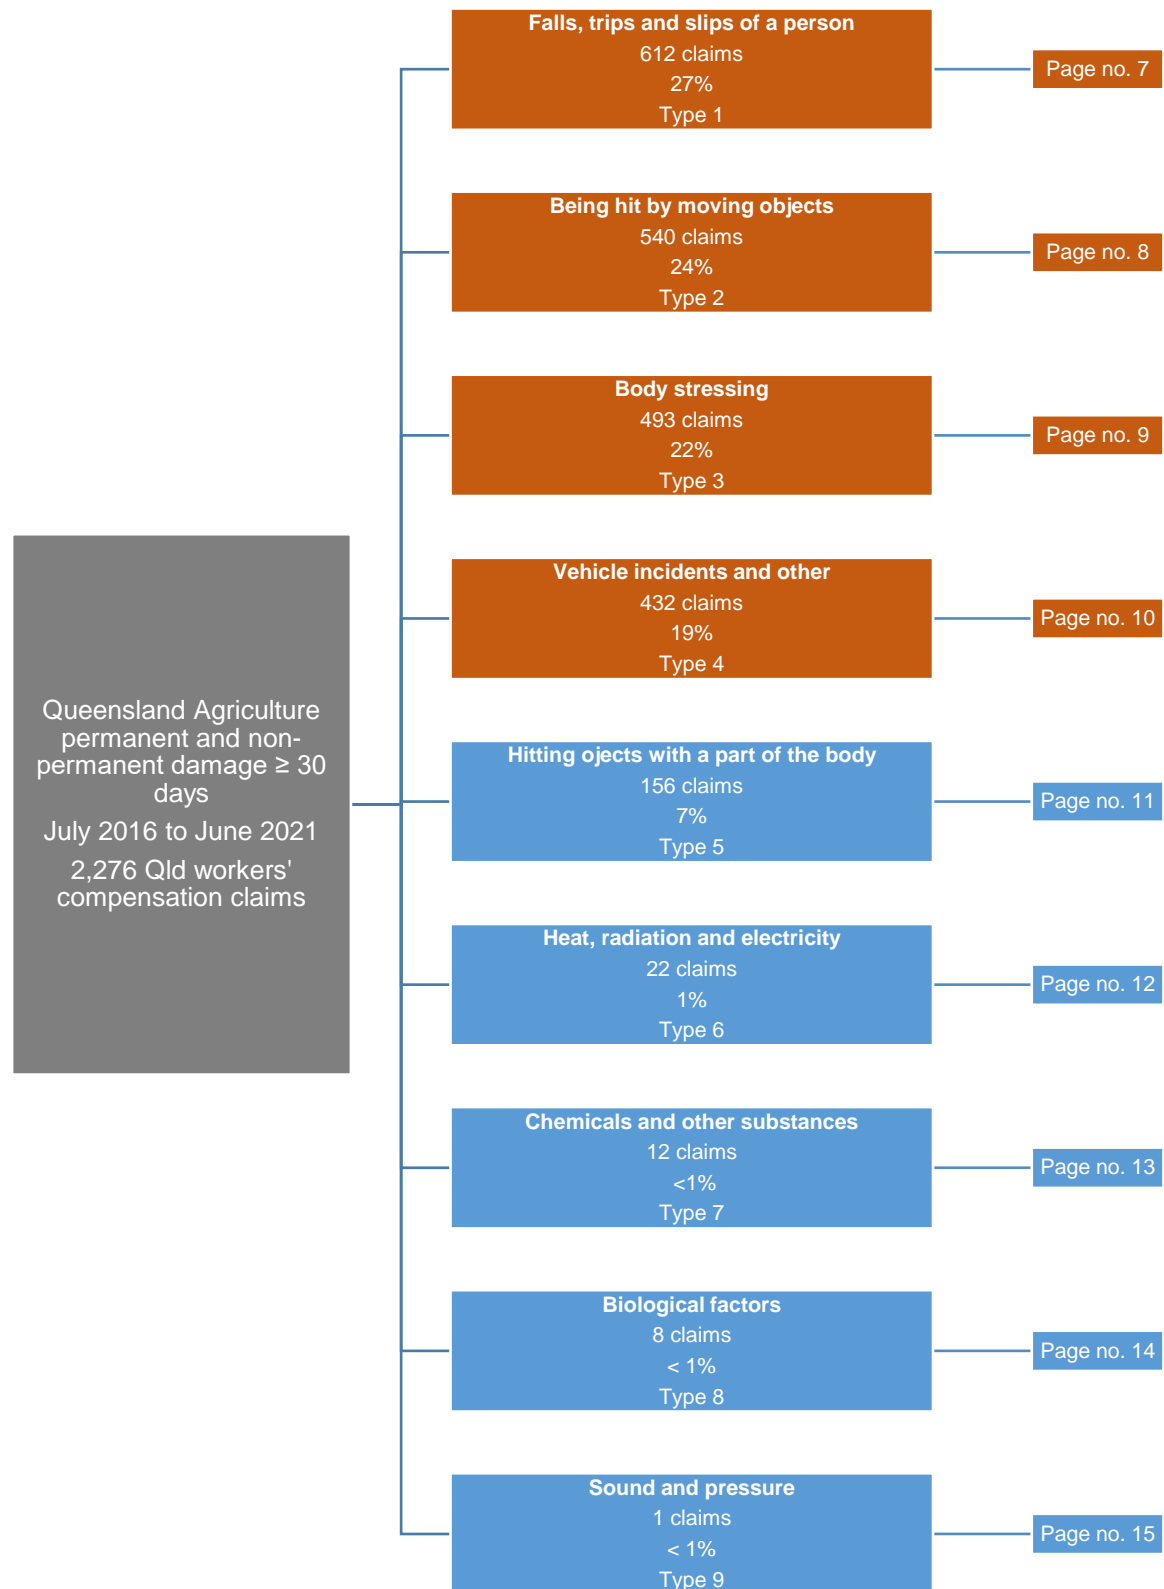 Falls, trips and slips of a person
612 claims
27%
Type 1
Page no. 7
Being hit by moving objects
540 claims
24%
Type 2
Page no. 8
Body stressing
493 claims
22%
Type 3
Page no. 9
Vehicle incidents and other
432 claims
19%
Type 4
Page no. 10
Queensland Agriculture
permanent and non-
permanent damage ≥ 30
days
July 2016 to June 2021
2,276 Qld workers'
compensation claims
Hitting ojects with a part of the body
156 claims
7%
Type 5
Page no. 11
Heat, radiation and electricity
22 claims
1%
Type 6
Page no. 12
Chemicals and other substances
12 claims
<1%
Type 7
Page no. 13
Biological factors
8 claims
< 1%
Type 8
Page no. 14
Sound and pressure
1 claims
< 1%
Type 9
Page no. 15